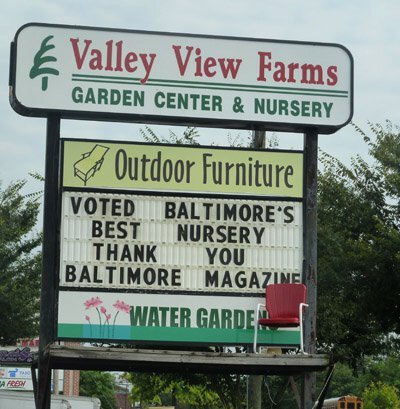 Valley View Farms
GARDEN CENTER & NURSERY
Outdoor Furniture
VOTED BALTIMORE'S
BEST NURSERY
THANK YOU
BALTIMORE MAGAZINE
WATER GARDEN
FRESH